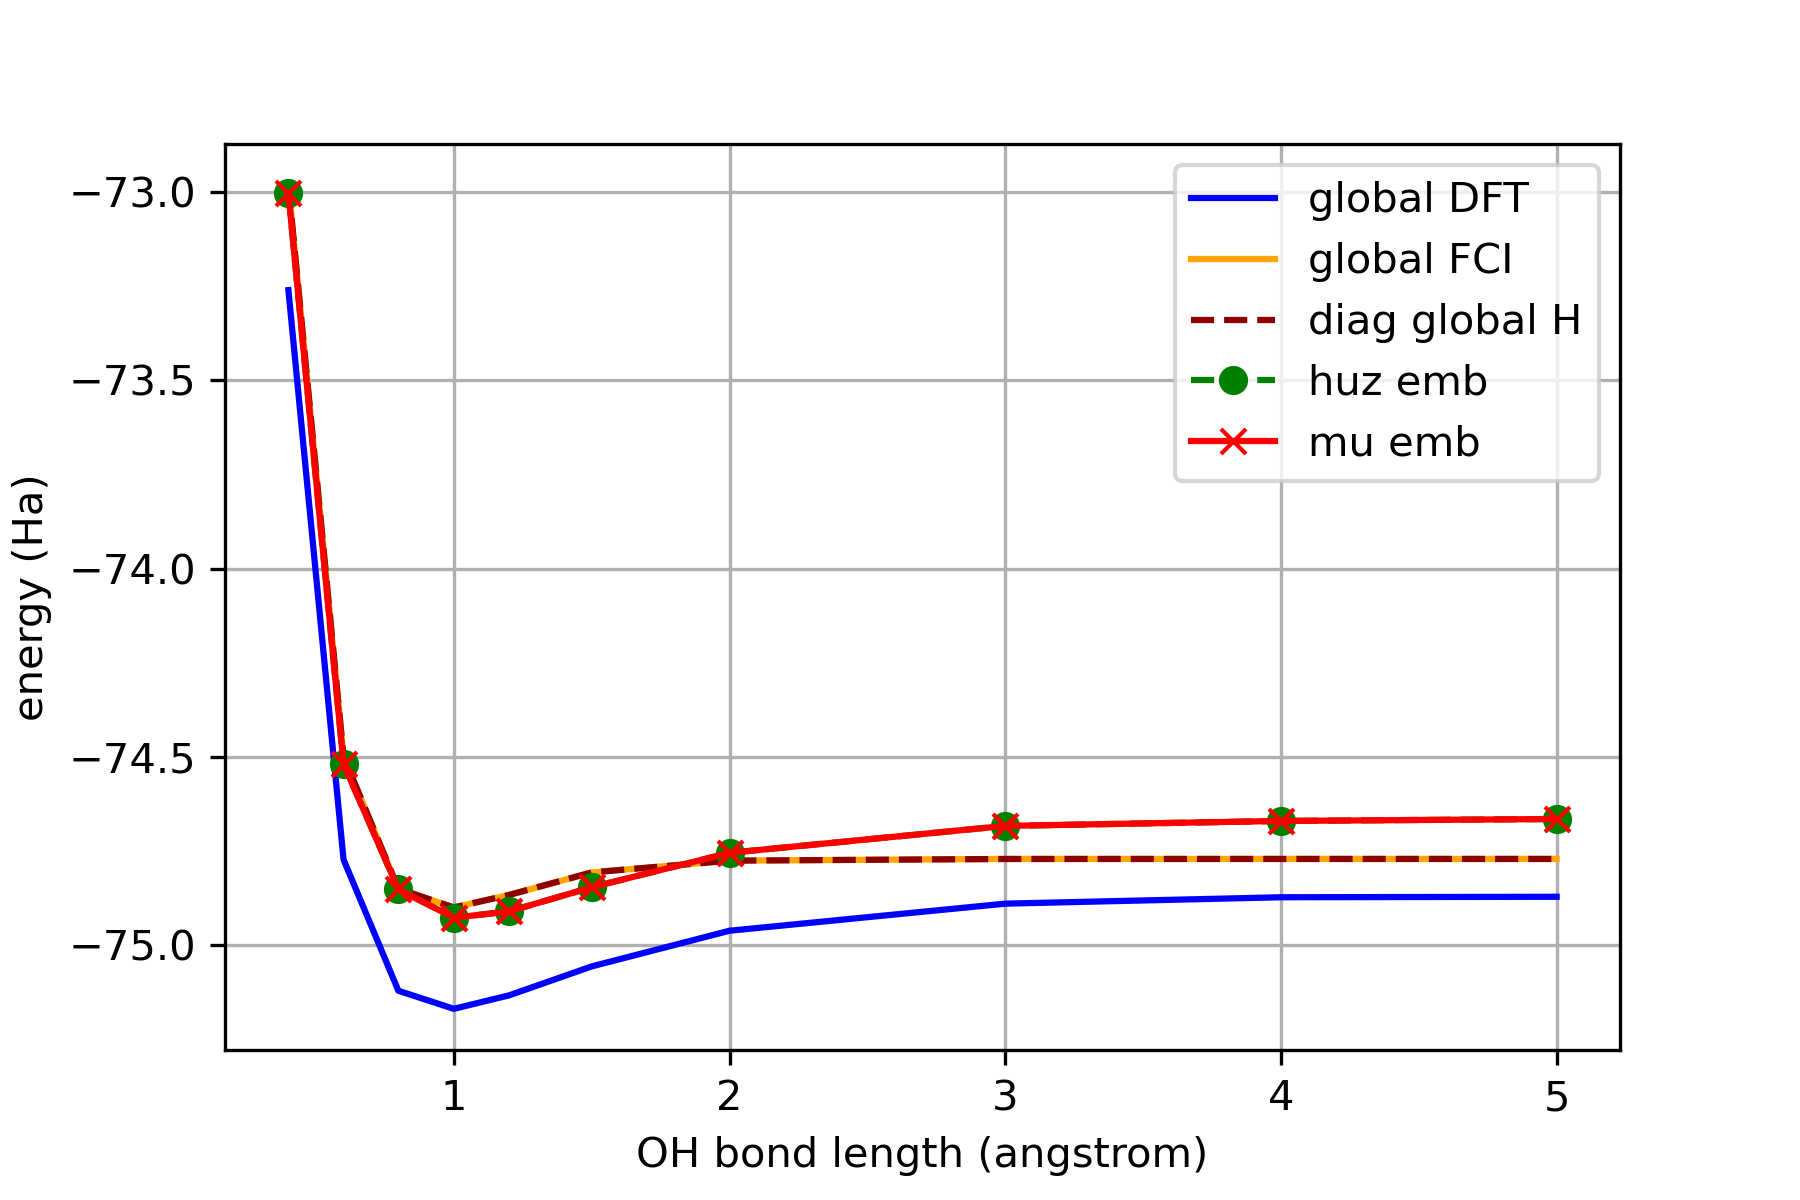 −73.0
−73.5
−74.0
−74.5
−75.0
energy (Ha)
1 2 3 4 5
OH bond length (angstrom)
global DFT
global FCI
diag global H
huz emb
mu emb